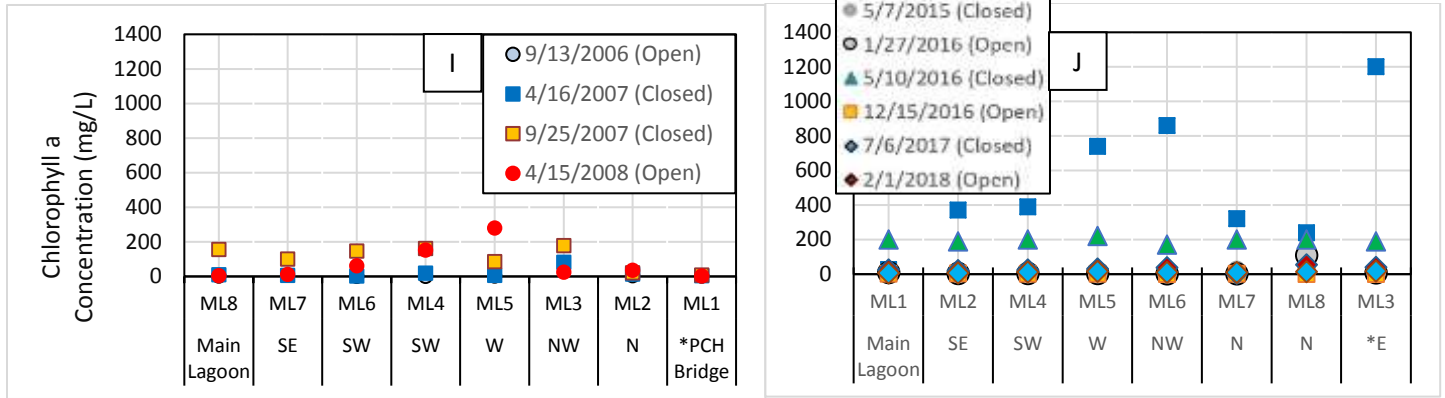 Chlorophyll a
Concentration (mg/L)
1400
1200
1000
800
600
400
200
0
I
9/13/2006 (Open)
4/16/2007 (Closed)
9/25/2007 (Closed)
4/15/2008 (Open)
ML8 ML7 ML6 ML4 ML5 ML3 ML2 ML1
Main SE SW SW W NW N *PCH
Lagoon Bridge
5/7/2015 (Closed)
1/27/2016 (Open)
5/10/2016 (Closed)
12/15/2016 (Open)
7/6/2017 (Closed)
2/1/2018 (Open)
J
1400
1200
1000
800
600
400
200
0
ML1 ML2 ML4 ML5 ML6 ML7 ML8 ML3
Main SE SW W NW N N *E
Lagoon